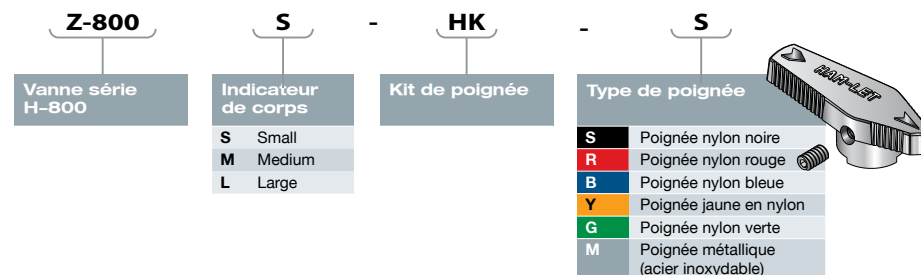 Z-800 S - HK - S
Vanne série
H-800
Indicateur
de corps
S Small
M Medium
L Large
Kit de poignée
Type de poignée
S Poignée nylon noire
R Poignée nylon rouge
B Poignée nylon bleue
Y Poignée jaune en nylon
G Poignée nylon verte
M Poignée métallique
(acier inoxydable)
HAM-LET